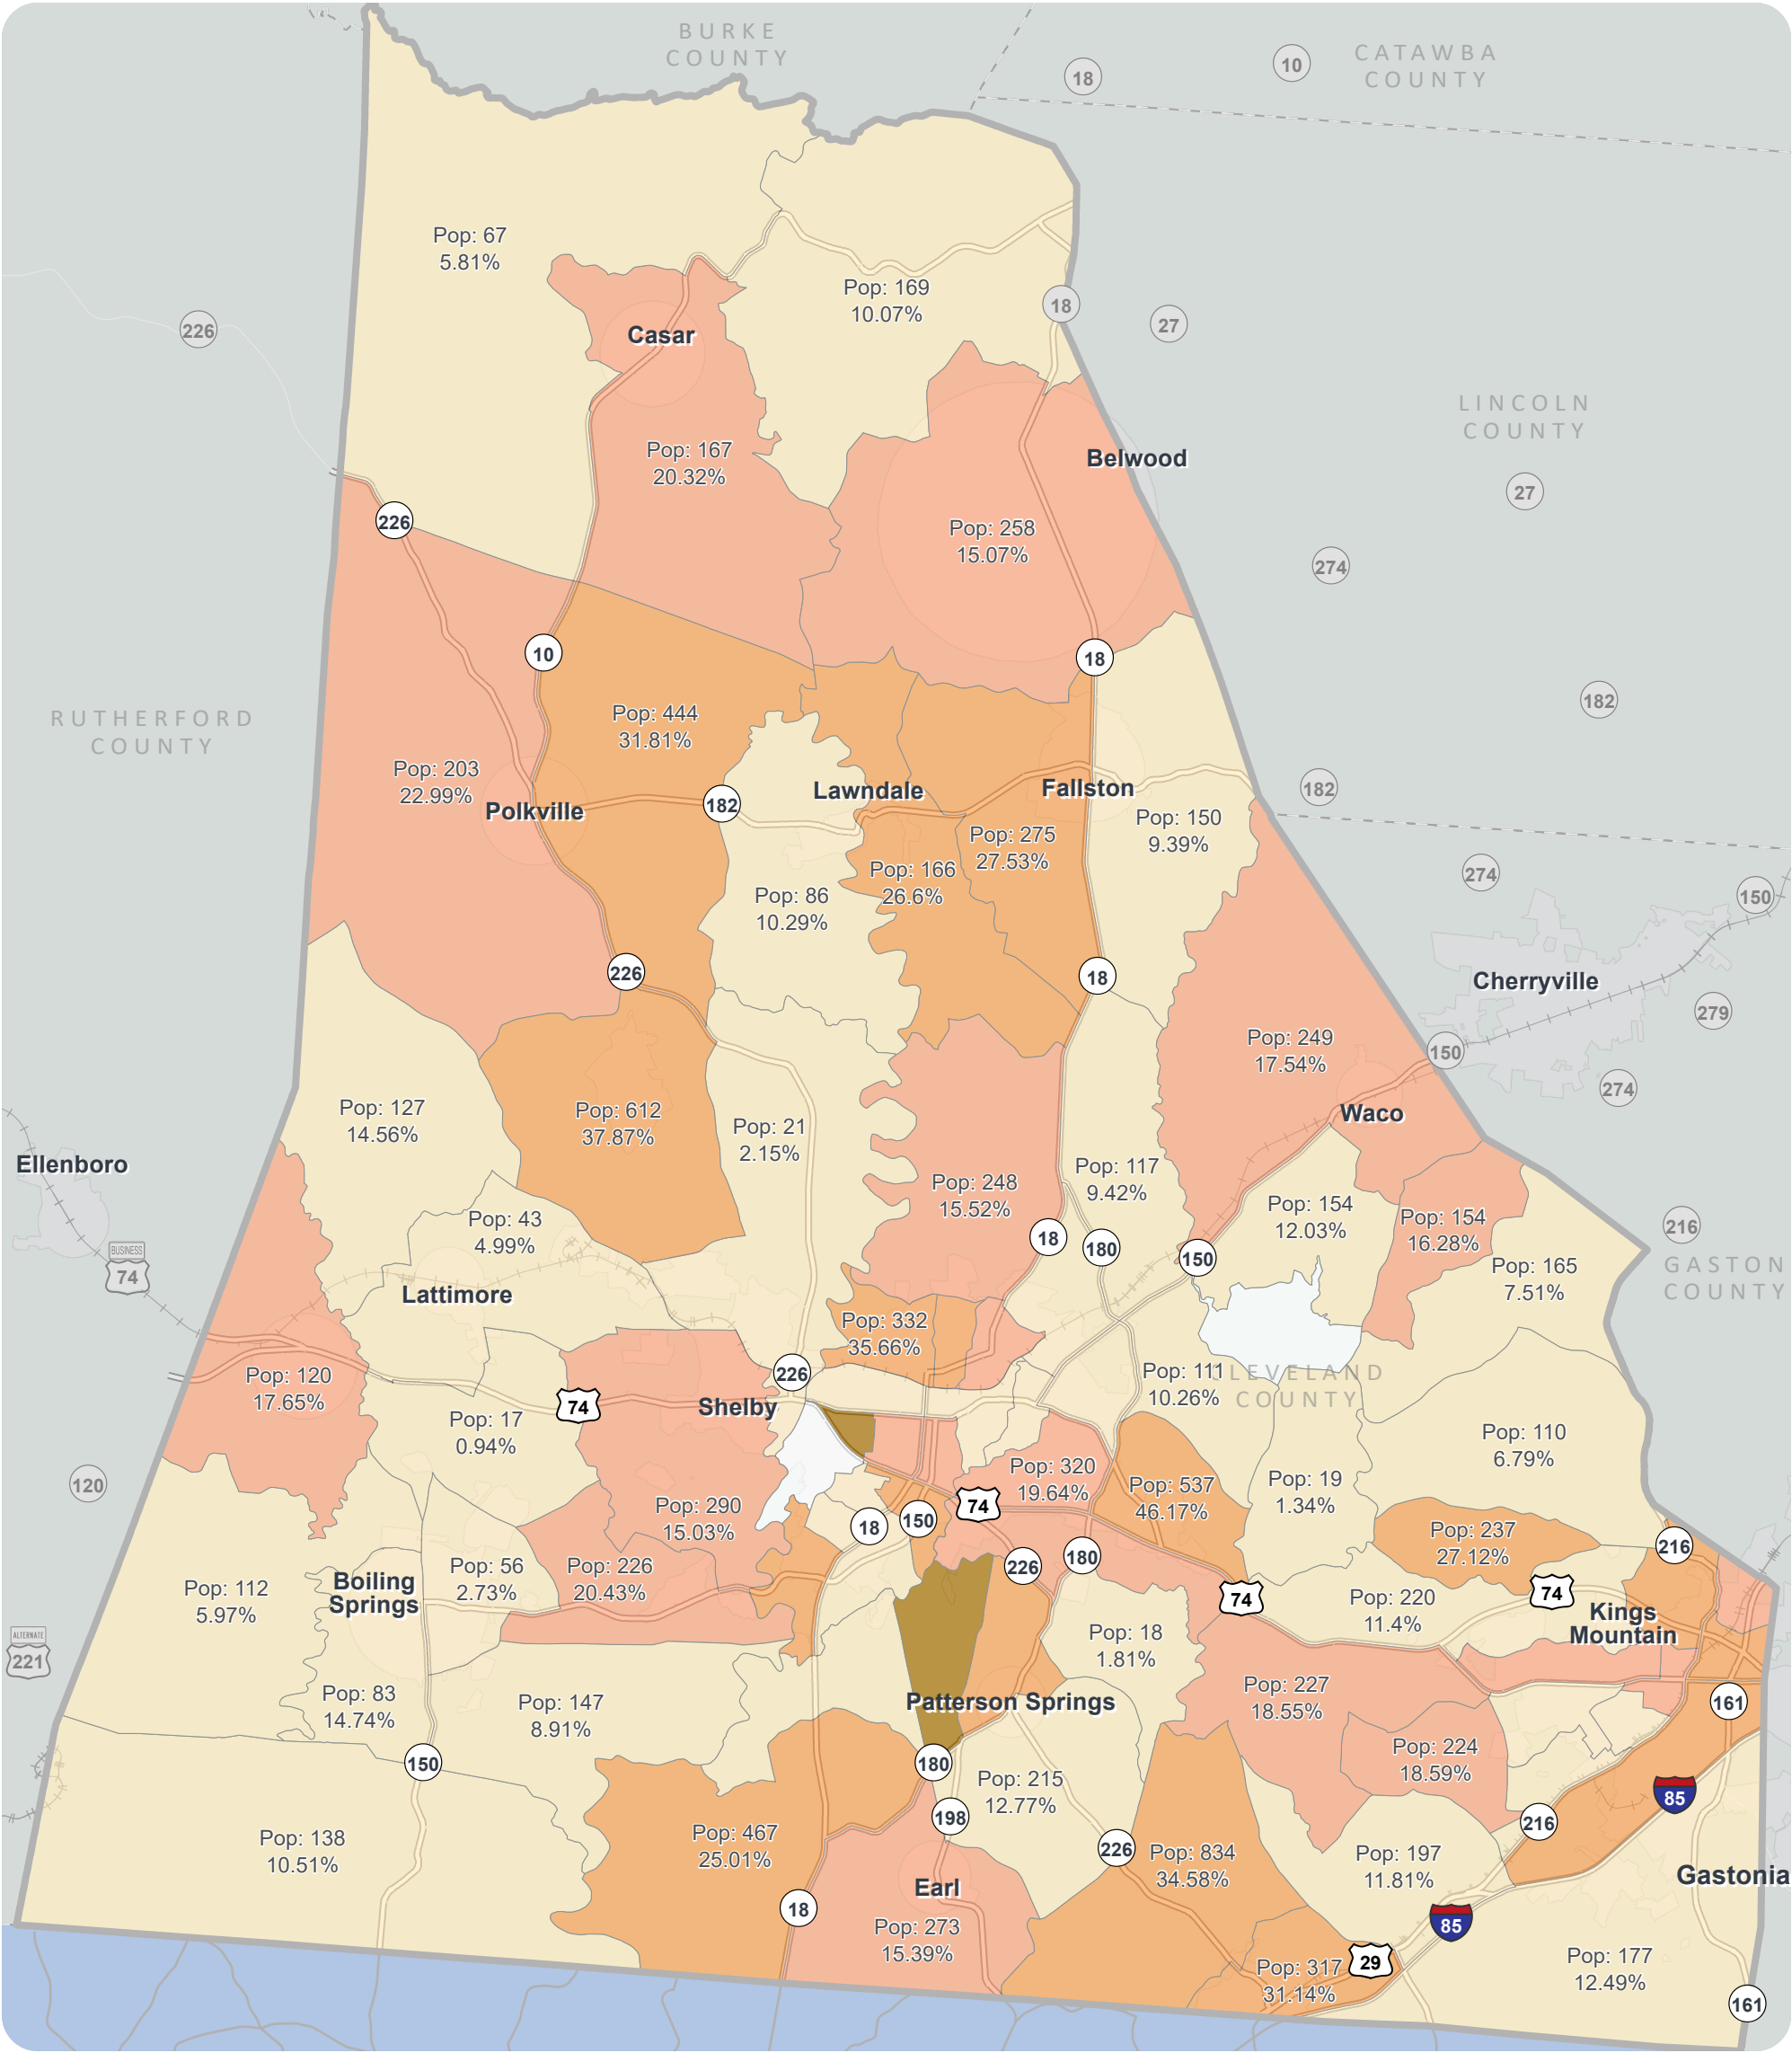 BURKE
COUNTY
CATAWBA
COUNTY
18
10
Pop: 67
5.81%
Pop: 169
10.07%
18
27
226
Casar
LINCOLN
COUNTY
Pop: 167
20.32%
Belwood
27
226
Pop: 258
15.07%
274
10
18
182
RUTHERFORD
COUNTY
Pop: 444
31.81%
Pop: 203
22.99%
Polkville
182
Lawndale
Fallston
182
Pop: 150
9.39%
Pop: 275
27.53%
Pop: 166
26.6%
Pop: 86
10.29%
274
150
226
18
Cherryville
279
Pop: 249
17.54%
150
274
Pop: 127
14.56%
Pop: 612
37.87%
Pop: 21
2.15%
Waco
Ellenboro
Pop: 117
9.42%
Pop: 248
15.52%
Pop: 154
12.03%
Pop: 154
16.28%
216
BUSINESS
74
Pop: 43
4.99%
18
180
150
Pop: 165
7.51%
GASTON
COUNTY
Lattimore
Pop: 332
35.66%
Pop: 120
17.65%
226
Pop: 111
10.26%
CLEVELAND
COUNTY
74
Shelby
Pop: 17
0.94%
Pop: 110
6.79%
120
Pop: 320
19.64%
Pop: 537
46.17%
Pop: 19
1.34%
Pop: 290
15.03%
74
18
150
Pop: 237
27.12%
216
Pop: 112
5.97%
Boiling
Springs
Pop: 56
2.73%
Pop: 226
20.43%
226
180
74
74
Pop: 220
11.4%
Kings
Mountain
ALTERNATE
221
Pop: 18
1.81%
Pop: 83
14.74%
Pop: 147
8.91%
Patterson Springs
Pop: 227
18.55%
161
150
180
Pop: 224
18.59%
Pop: 215
12.77%
85
198
216
Pop: 138
10.51%
Pop: 467
25.01%
226
Pop: 834
34.58%
Pop: 197
11.81%
Gastonia
Earl
18
85
Pop: 273
15.39%
29
Pop: 317
31.14%
Pop: 177
12.49%
161